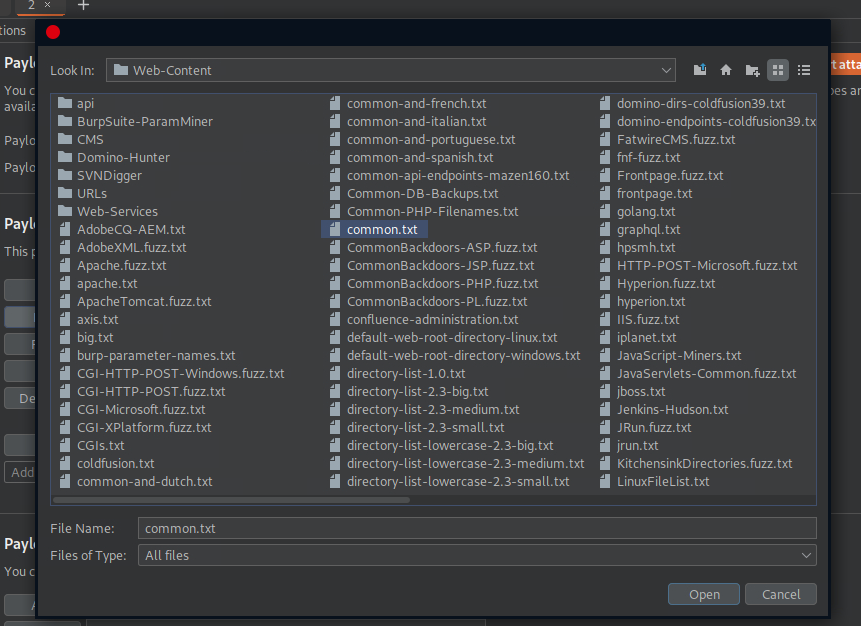 2 × +
tions
Look In: Web-Content
api
BurpSuite-ParamMiner
CMS
Domino-Hunter
SVNDigger
URLs
Web-Services
AdobeCQ-AEM.txt
AdobeXML.fuzz.txt
Apache.fuzz.txt
apache.txt
ApacheTomcat.fuzz.txt
axis.txt
big.txt
burp-parameter-names.txt
CGI-HTTP-POST-Windows.fuzz.txt
CGI-HTTP-POST.fuzz.txt
CGI-Microsoft.fuzz.txt
CGI-XPlatform.fuzz.txt
CGIs.txt
coldfusion.txt
common-and-dutch.txt
common-and-french.txt
common-and-italian.txt
common-and-portuguese.txt
common-and-spanish.txt
common-api-endpoints-mazen160.txt
Common-DB-Backups.txt
Common-PHP-Filenames.txt
common.txt
CommonBackdoors-ASP.fuzz.txt
CommonBackdoors-JSP.fuzz.txt
CommonBackdoors-PHP.fuzz.txt
CommonBackdoors-PL.fuzz.txt
confluence-administration.txt
default-web-root-directory-linux.txt
default-web-root-directory-windows.txt
directory-list-1.0.txt
directory-list-2.3-big.txt
directory-list-2.3-medium.txt
directory-list-2.3-small.txt
directory-list-lowercase-2.3-big.txt
directory-list-lowercase-2.3-medium.txt
directory-list-lowercase-2.3-small.txt
domino-dirs-coldfusion39.txt
domino-endpoints-coldfusion39.tx
FatwireCMS.fuzz.txt
fnf-fuzz.txt
Frontpage.fuzz.txt
frontpage.txt
golang.txt
graphql.txt
hpsmh.txt
HTTP-POST-Microsoft.fuzz.txt
Hyperion.fuzz.txt
hyperion.txt
IIS.fuzz.txt
iplanet.txt
JavaScript-Miners.txt
JavaServlets-Common.fuzz.txt
jboss.txt
Jenkins-Hudson.txt
JRun.fuzz.txt
jrun.txt
KitchensinkDirectories.fuzz.txt
LinuxFileList.txt
File Name: common.txt
Files of Type: All files
Open Cancel
Paylo
You c
availa
Paylo
Paylo
Paylo
This p
De
Add
Paylo
You c
rt atta
pes ar